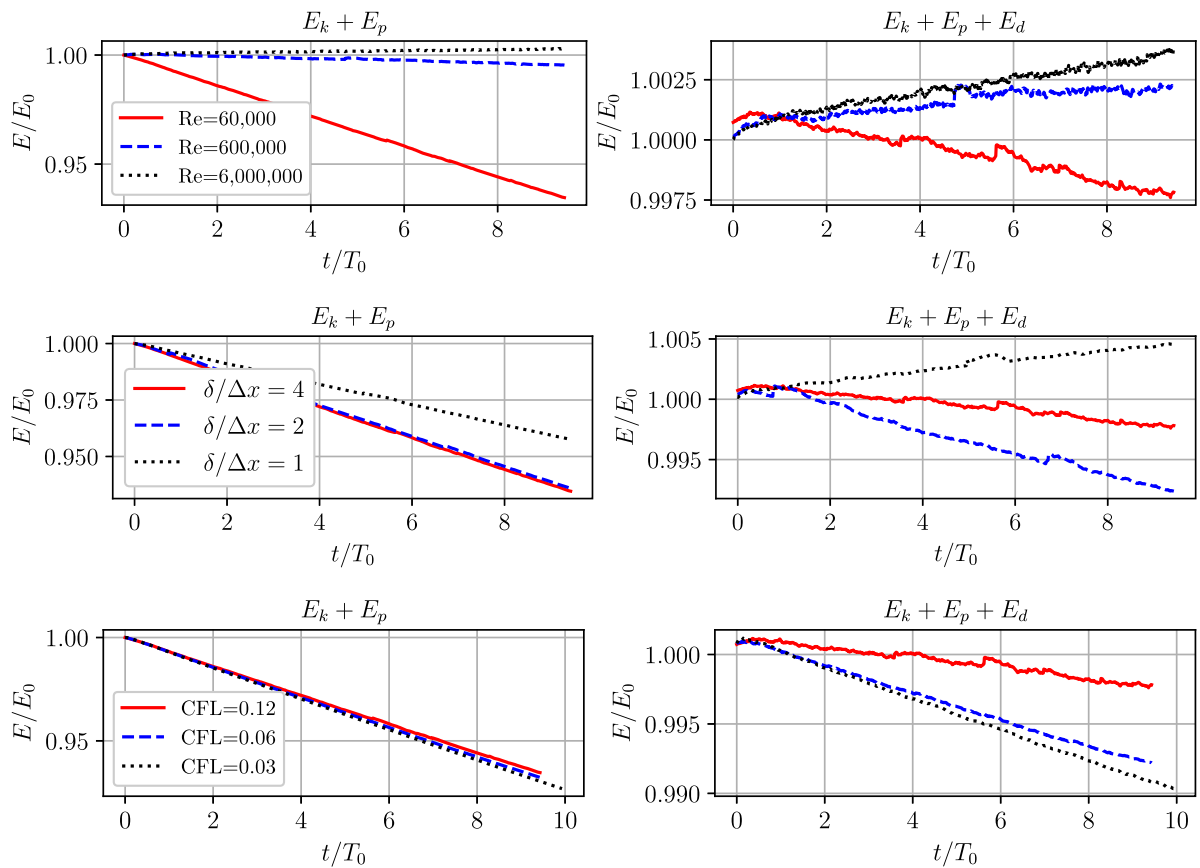 E_k + E_p
1.00
0.95
E/E_0
Re=60,000
Re=600,000
Re=6,000,000
0 2 4 6 8
t/T_0
E_k + E_p + E_d
1.0025
1.0000
0.9975
E/E_0
0 2 4 6 8
t/T_0
E_k + E_p
1.000
0.975
0.950
E/E_0
δ/Δx = 4
δ/Δx = 2
δ/Δx = 1
0 2 4 6 8
t/T_0
E_k + E_p + E_d
1.005
1.000
0.995
E/E_0
0 2 4 6 8
t/T_0
E_k + E_p
1.00
0.95
E/E_0
CFL=0.12
CFL=0.06
CFL=0.03
0 2 4 6 8 10
t/T_0
E_k + E_p + E_d
1.000
0.995
0.990
E/E_0
0 2 4 6 8 10
t/T_0